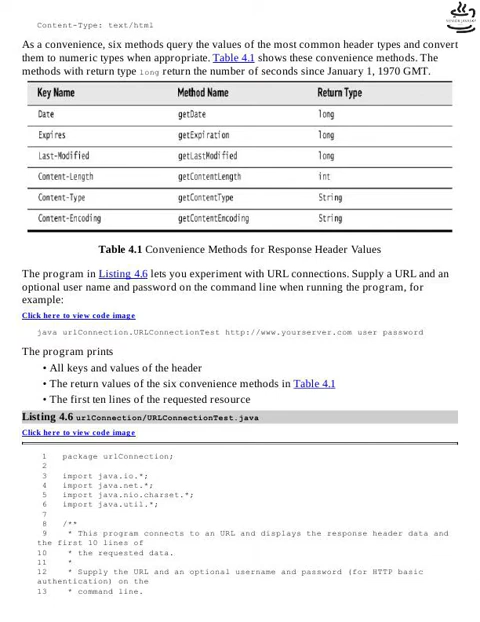 Content-Type: text/html
As a convenience, six methods query the values of the most common header types and convert
them to numeric types when appropriate. Table 4.1 shows these convenience methods. The
methods with return type long return the number of seconds since January 1, 1970 GMT.
Key Name Method Name Return Type
Date getDate long
Expires getExpiration long
Last-Modified getLastModified long
Content-Length getContentLength int
Content-Type getContentType String
Content-Encoding getContentEncoding String
Table 4.1 Convenience Methods for Response Header Values
The program in Listing 4.6 lets you experiment with URL connections. Supply a URL and an
optional user name and password on the command line when running the program, for
example:
Click here to view code image
java urlConnection.URLConnectionTest http://www.yourserver.com user password
The program prints
• All keys and values of the header
• The return values of the six convenience methods in Table 4.1
• The first ten lines of the requested resource
Listing 4.6 urlConnection/URLConnectionTest.java
Click here to view code image
1 package urlConnection;
2
3 import java.io.*;
4 import java.net.*;
5 import java.nio.charset.*;
6 import java.util.*;
7
8 /**
9 * This program connects to an URL and displays the response header data and
the first 10 lines of
10 * the requested data.
11 *
12 * Supply the URL and an optional username and password (for HTTP basic
authentication) on the
13 * command line.